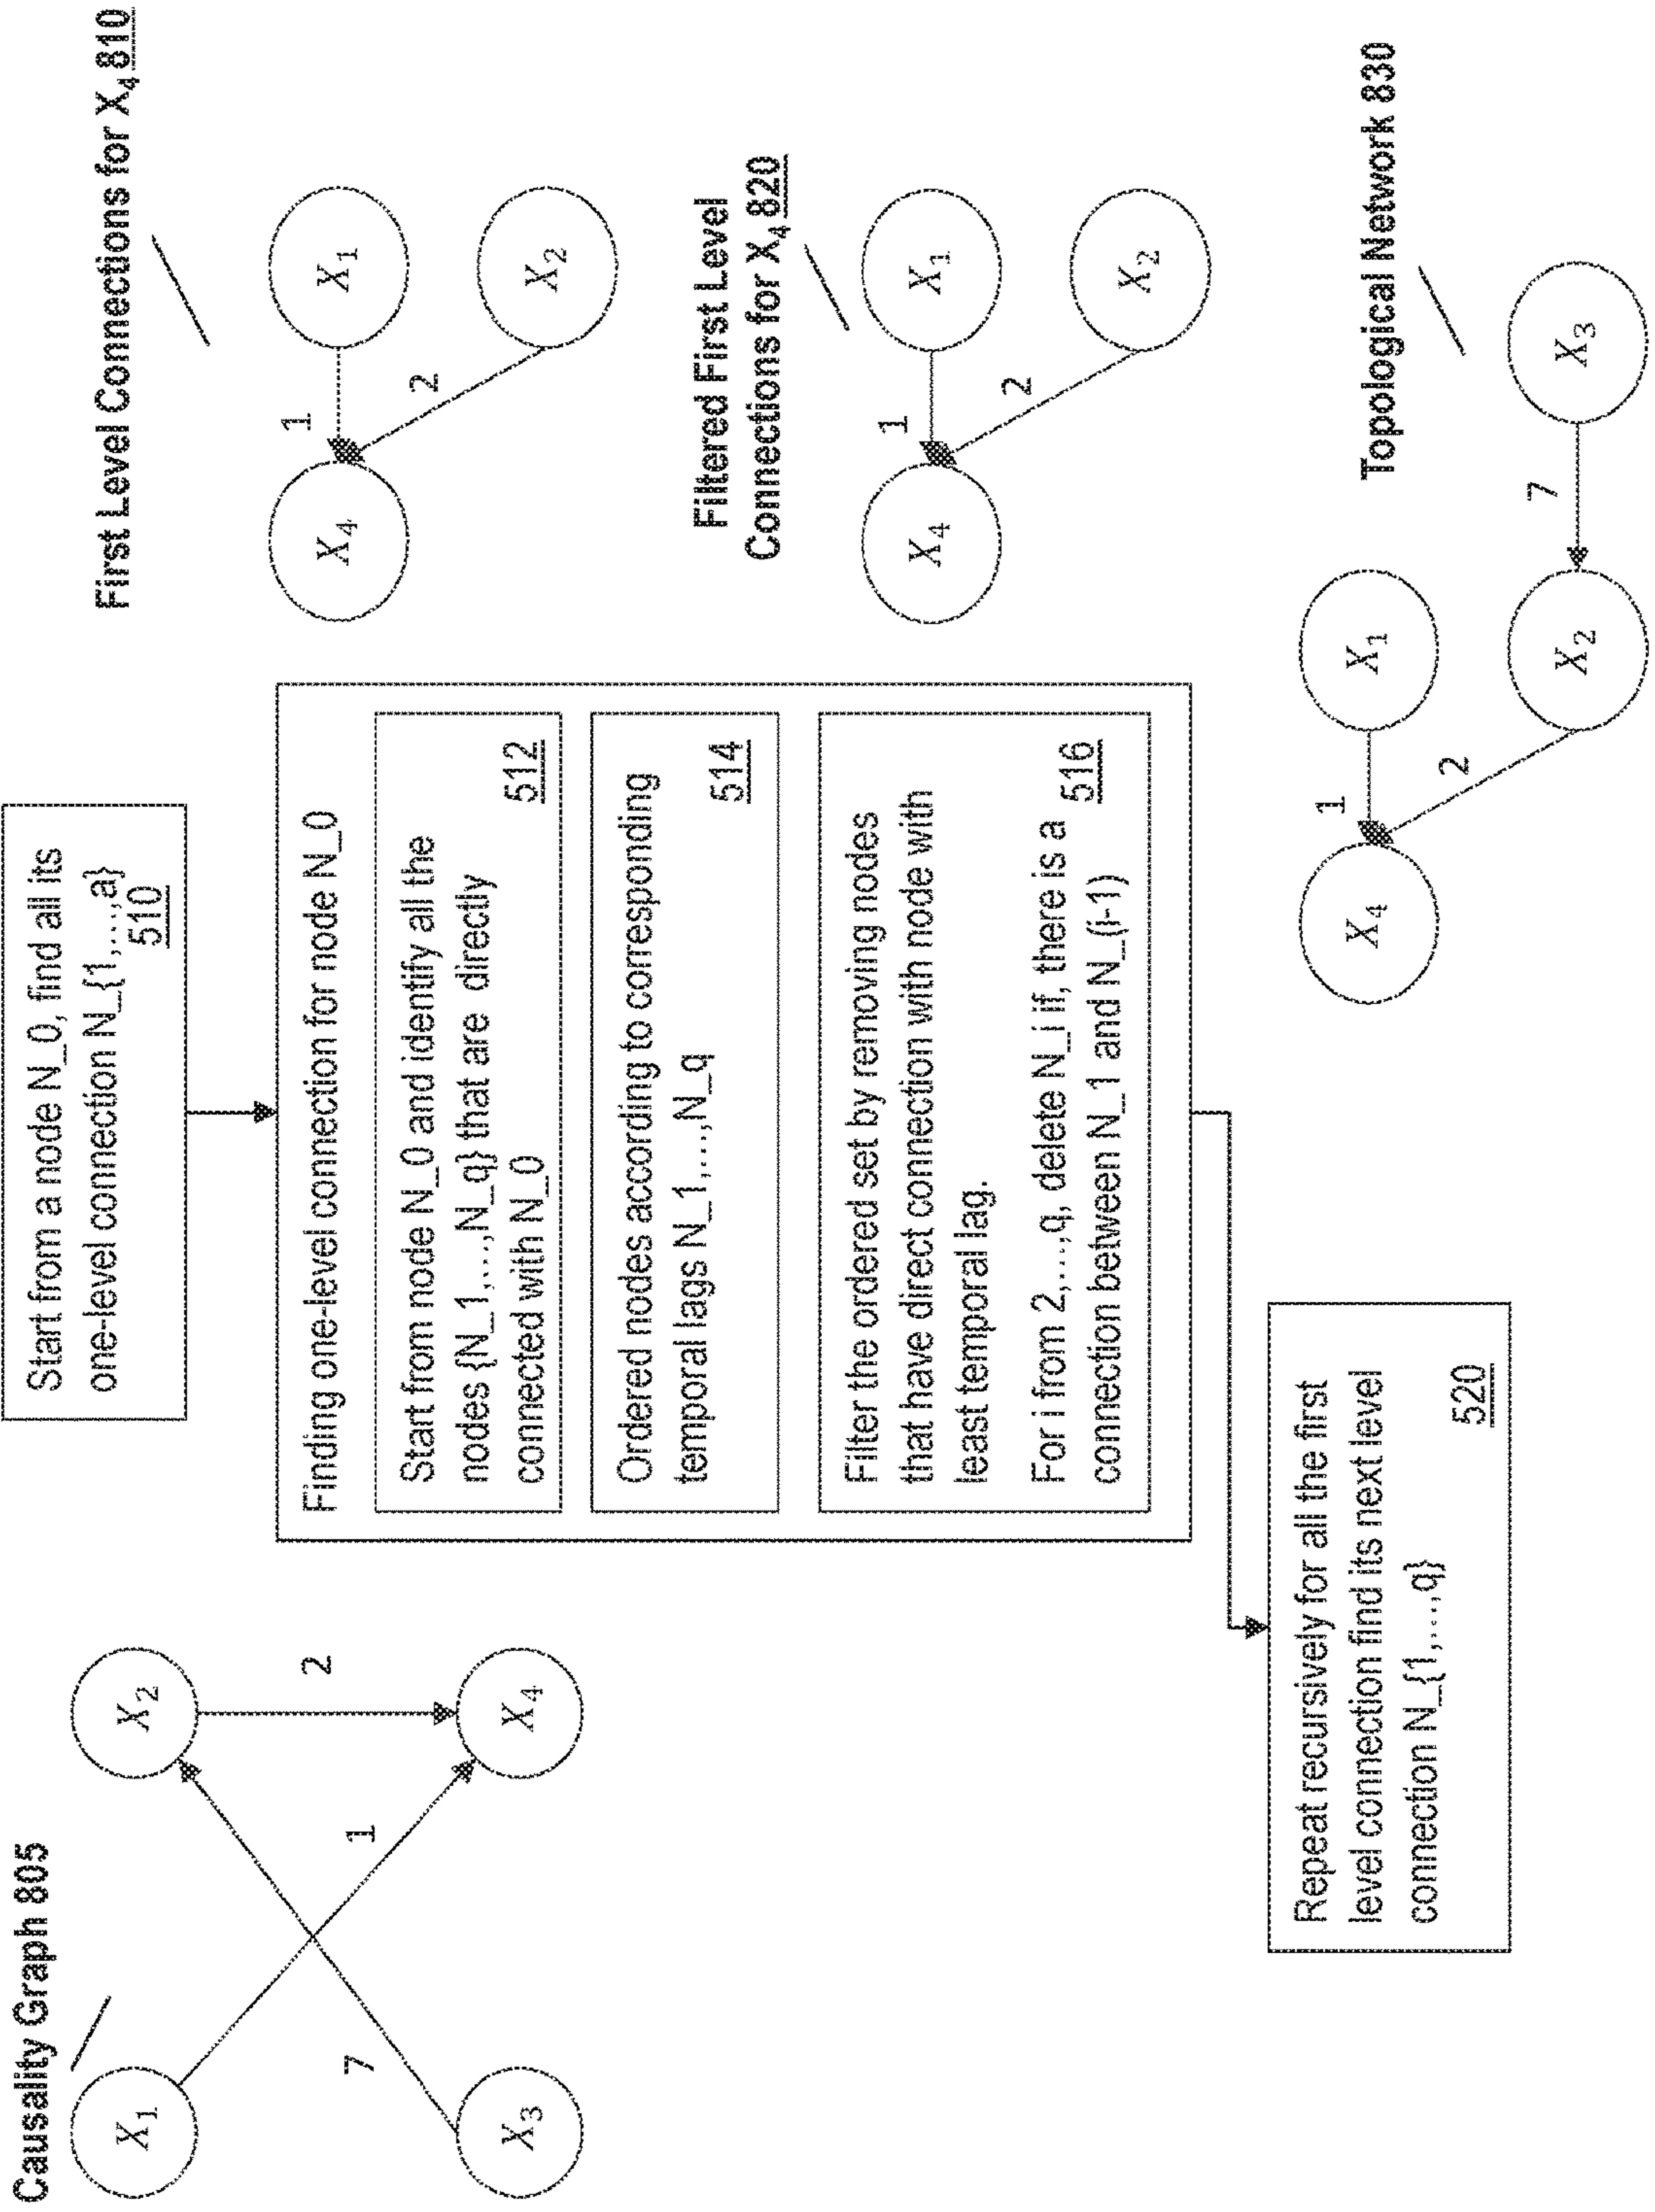 Causality Graph 805
X₁
X₂
X₃
X₄
7
1
2
Start from a node N_0, find all its
one-level connection N_{1,...,a}
510
Finding one-level connection for node N_0
Start from node N_0 and identify all the
nodes {N_1,...,N_q} that are directly
connected with N_0
512
Ordered nodes according to corresponding
temporal lags N_1,...,N_q
514
Filter the ordered set by removing nodes
that have direct connection with node with
least temporal lag.
For i from 2,...,q, delete N_i if, there is a
connection between N_1 and N_(i-1)
516
Repeat recursively for all the first
level connection find its next level
connection N_{1,...,q}
520
First Level Connections for X₄ 810
X₄
1
X₁
2
X₂
Filtered First Level
Connections for X₄ 820
X₄
1
X₁
2
X₂
Topological Network 830
X₄
1
X₁
2
X₂
7
X₃